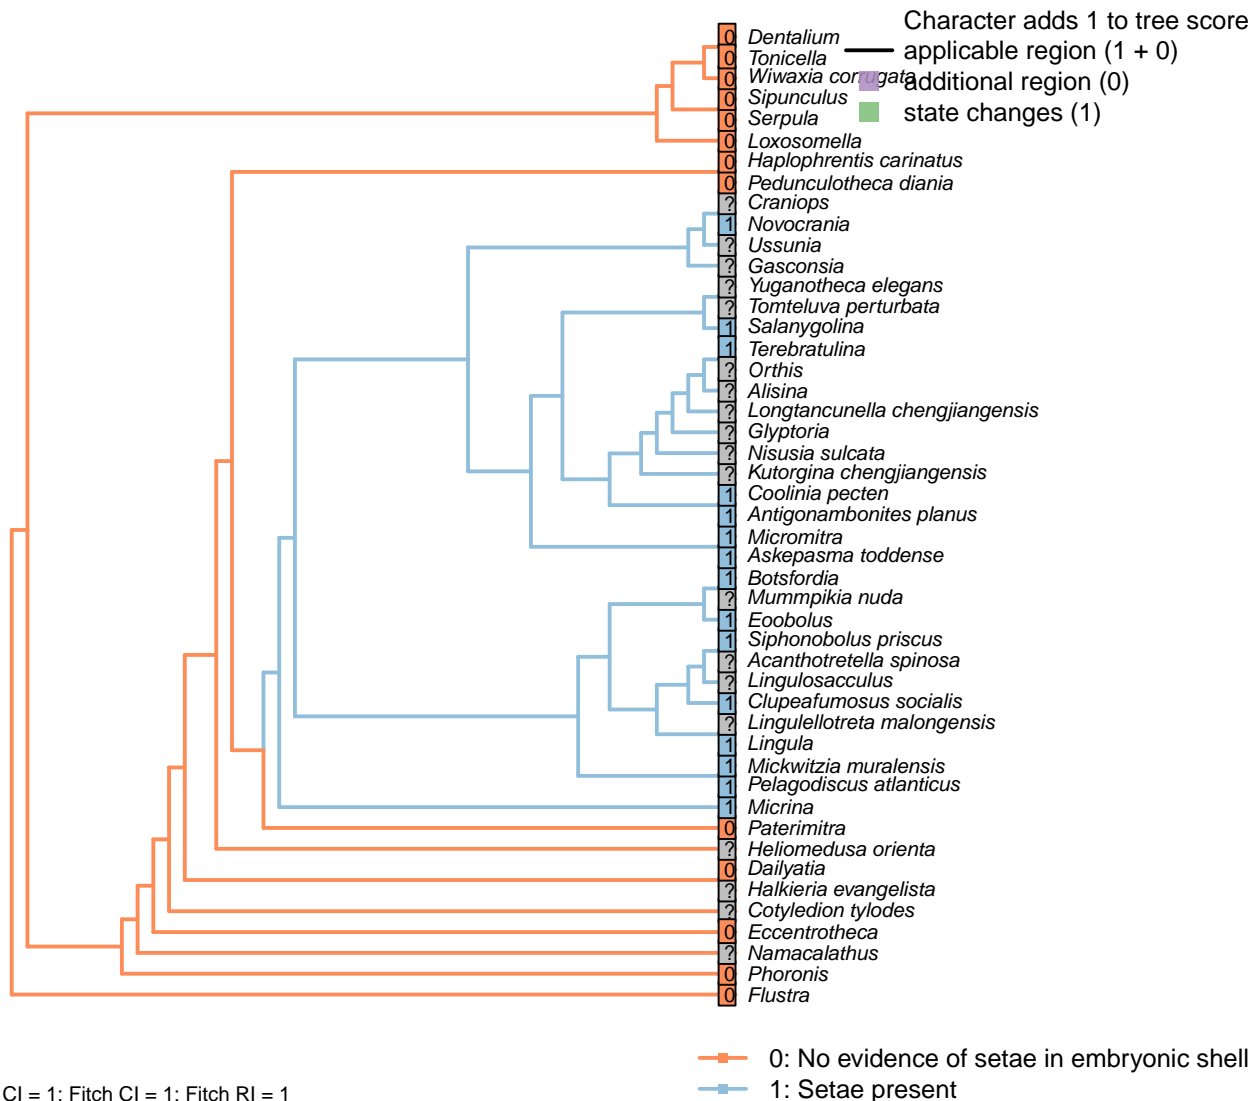 Character adds 1 to tree score
applicable region (1 + 0)
additional region (0)
state changes (1)
0 Dentalium
0 Tonicella
0 Wiwaxia corrugata
0 Sipunculus
0 Serpula
0 Loxosomella
0 Haplophrentis carinatus
0 Pedunculotheca diania
? Craniops
1 Novocrania
? Ussunia
? Gasconsia
? Yuganotheca elegans
? Tomteluva perturbata
1 Salanygolina
1 Terebratulina
? Orthis
? Alisina
? Longtancunella chengjiangensis
? Glyptoria
? Nisusia sulcata
? Kutorgina chengjiangensis
1 Coolinia pecten
1 Antigonambonites planus
1 Micromitra
1 Askepasma toddense
1 Botsfordia
? Mummpikia nuda
1 Eoobolus
1 Siphonobolus priscus
? Acanthotretella spinosa
? Lingulosacculus
1 Clupeafumosus socialis
? Lingulellotreta malongensis
1 Lingula
1 Mickwitzia muralensis
1 Pelagodiscus atlanticus
1 Micrina
0 Paterimitra
? Heliomedusa orienta
0 Dailyatia
? Halkieria evangelista
? Cotyledion tylodes
0 Eccentrotheca
? Namacalathus
0 Phoronis
0 Flustra
0: No evidence of setae in embryonic shell
1: Setae present
CI = 1; Fitch CI = 1; Fitch RI = 1